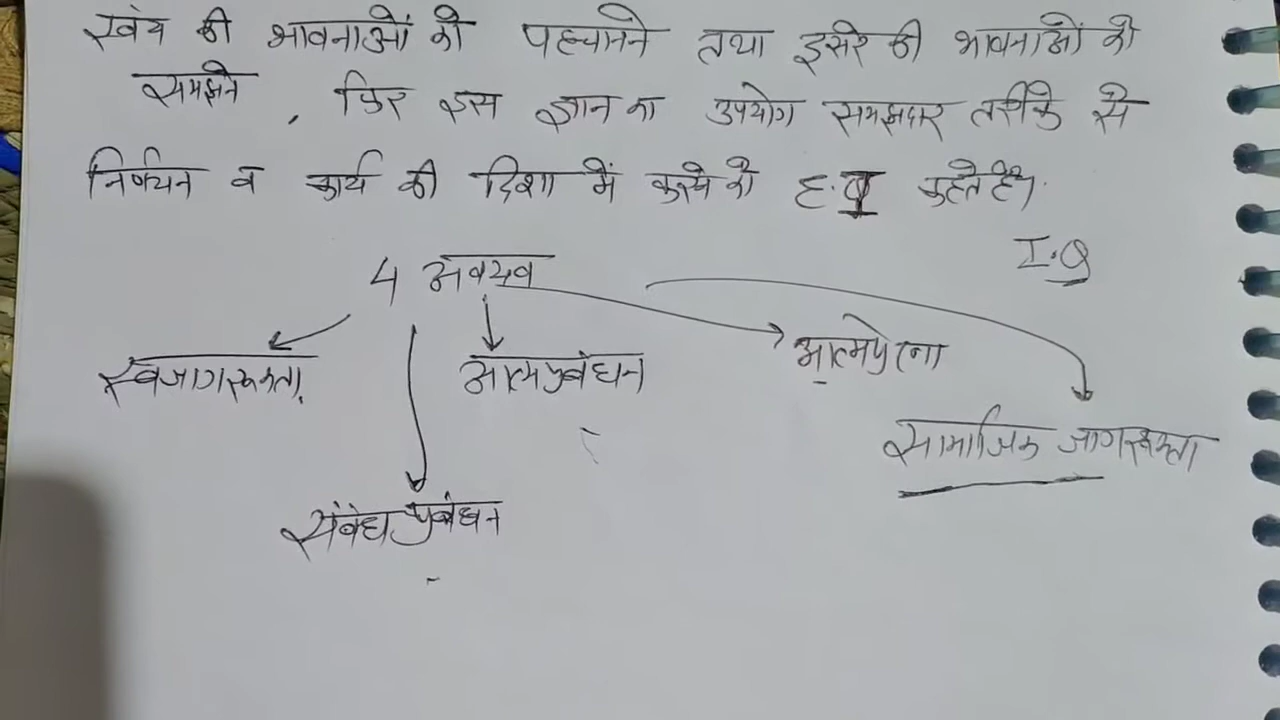 स्वंय की भावनाओं को पहचानने तथा दूसरे की भावनाओं को
समझने , फिर इस ज्ञान का उपयोग समझदार तरीके से
निर्णयन व कार्य की दिशा में करने को E.I कहते है।
I.Q
4 अवयव
स्वजागरूकता
आत्मप्रबंधन
आत्मप्रेरणा
सामाजिक जागरूकता
संबंध प्रबंधन